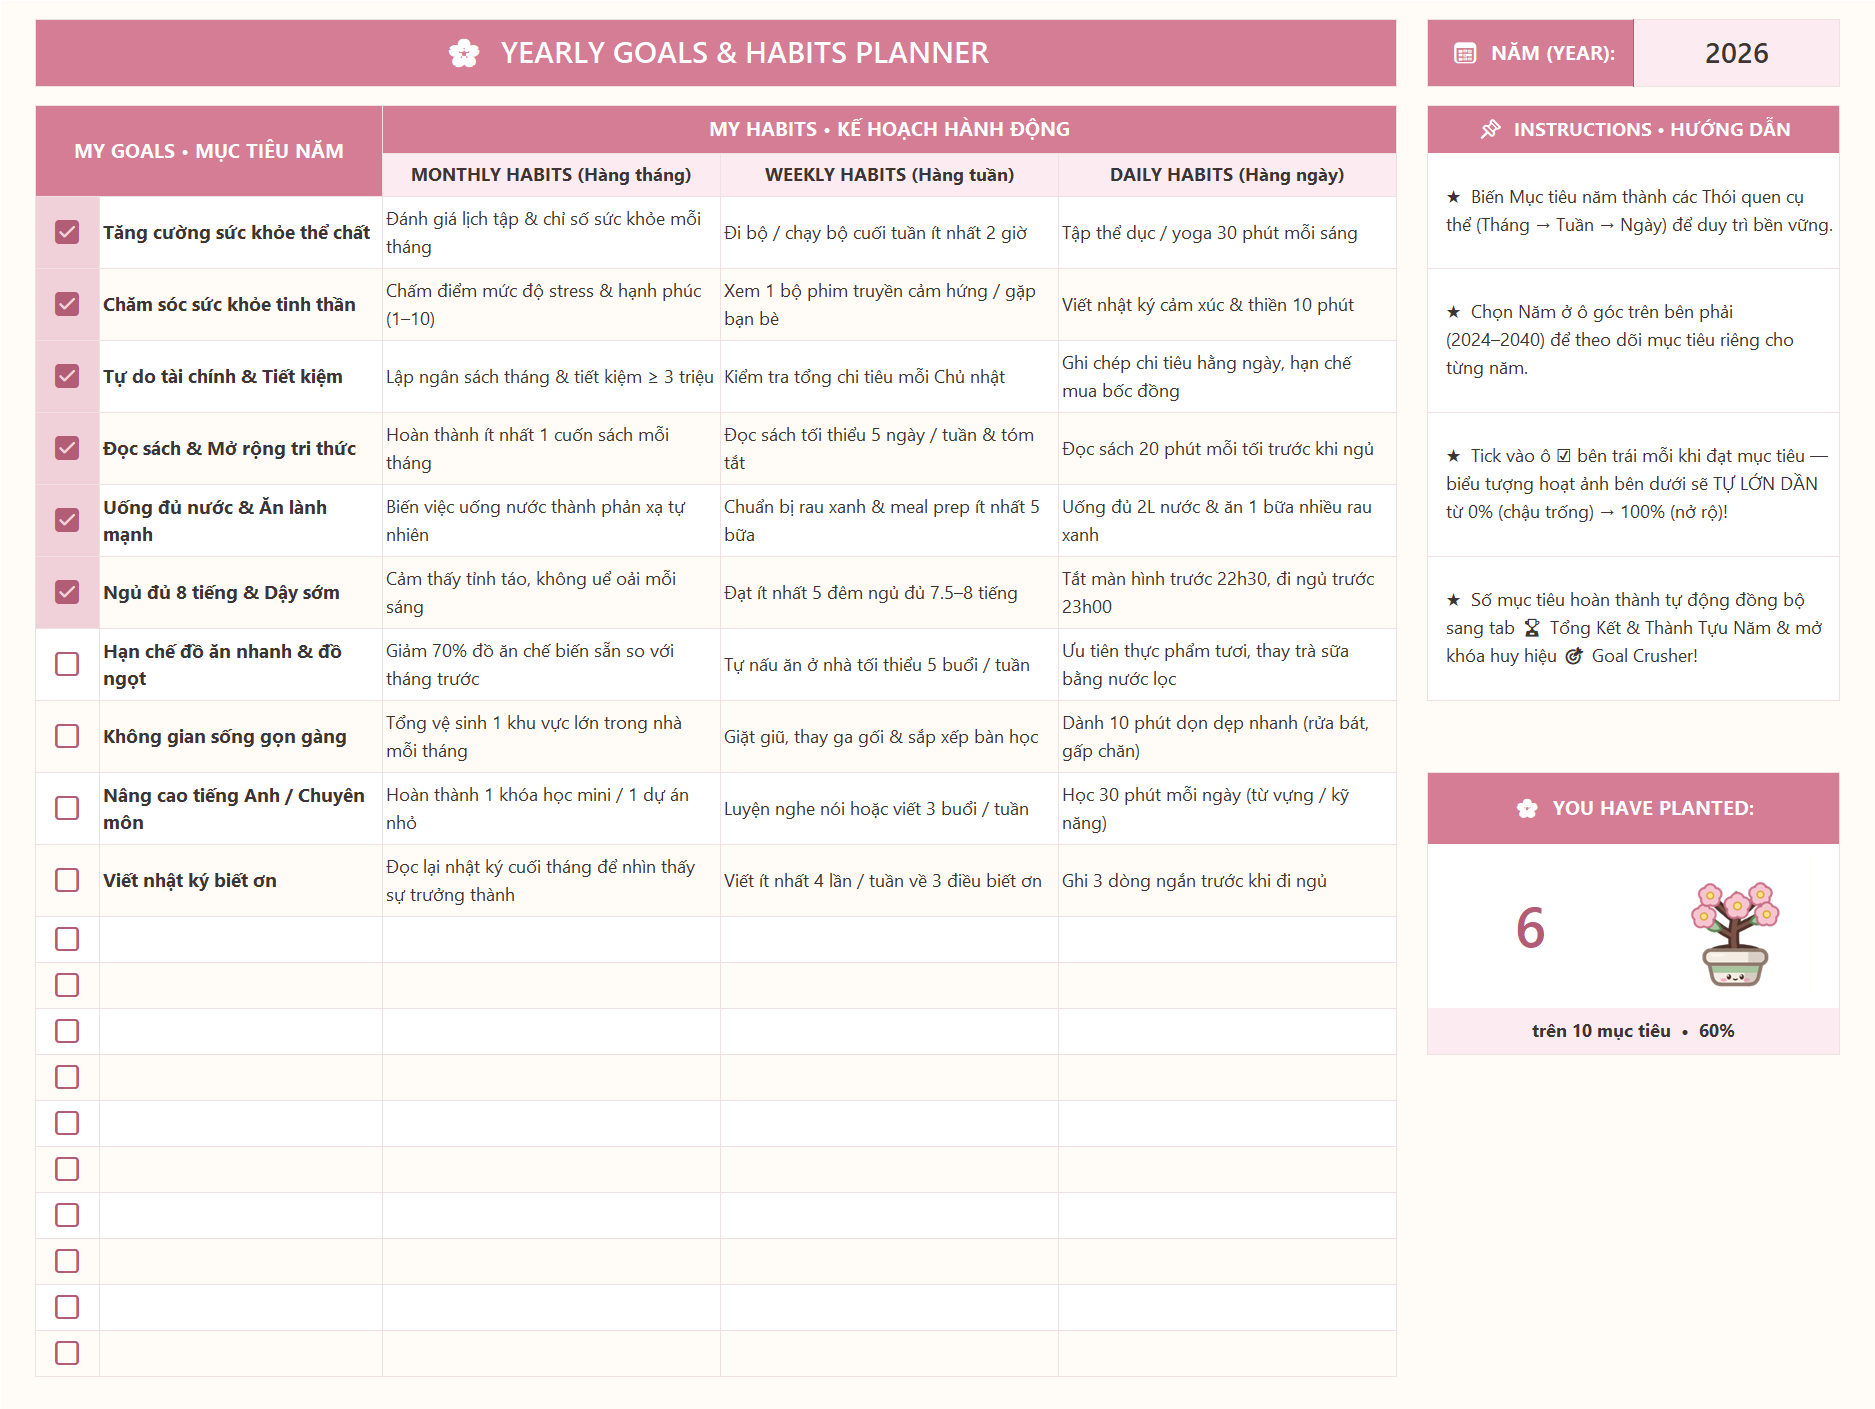 YEARLY GOALS & HABITS PLANNER
NĂM (YEAR):
2026
MY GOALS • MỤC TIÊU NĂM
MY HABITS • KẾ HOẠCH HÀNH ĐỘNG
MONTHLY HABITS (Hàng tháng)
WEEKLY HABITS (Hàng tuần)
DAILY HABITS (Hàng ngày)
Tăng cường sức khỏe thể chất
Đánh giá lịch tập & chỉ số sức khỏe mỗi
tháng
Đi bộ / chạy bộ cuối tuần ít nhất 2 giờ
Tập thể dục / yoga 30 phút mỗi sáng
Chăm sóc sức khỏe tinh thần
Chấm điểm mức độ stress & hạnh phúc
(1–10)
Xem 1 bộ phim truyền cảm hứng / gặp
bạn bè
Viết nhật ký cảm xúc & thiền 10 phút
Tự do tài chính & Tiết kiệm
Lập ngân sách tháng & tiết kiệm ≥ 3 triệu
Kiểm tra tổng chi tiêu mỗi Chủ nhật
Ghi chép chi tiêu hằng ngày, hạn chế
mua bốc đồng
Đọc sách & Mở rộng tri thức
Hoàn thành ít nhất 1 cuốn sách mỗi
tháng
Đọc sách tối thiểu 5 ngày / tuần & tóm
tắt
Đọc sách 20 phút mỗi tối trước khi ngủ
Uống đủ nước & Ăn lành
mạnh
Biến việc uống nước thành phản xạ tự
nhiên
Chuẩn bị rau xanh & meal prep ít nhất 5
bữa
Uống đủ 2L nước & ăn 1 bữa nhiều rau
xanh
Ngủ đủ 8 tiếng & Dậy sớm
Cảm thấy tỉnh táo, không uể oải mỗi
sáng
Đạt ít nhất 5 đêm ngủ đủ 7.5–8 tiếng
Tắt màn hình trước 22h30, đi ngủ trước
23h00
Hạn chế đồ ăn nhanh & đồ
ngọt
Giảm 70% đồ ăn chế biến sẵn so với
tháng trước
Tự nấu ăn ở nhà tối thiểu 5 buổi / tuần
Ưu tiên thực phẩm tươi, thay trà sữa
bằng nước lọc
Không gian sống gọn gàng
Tổng vệ sinh 1 khu vực lớn trong nhà
mỗi tháng
Giặt giũ, thay ga gối & sắp xếp bàn học
Dành 10 phút dọn dẹp nhanh (rửa bát,
gấp chăn)
Nâng cao tiếng Anh / Chuyên
môn
Hoàn thành 1 khóa học mini / 1 dự án
nhỏ
Luyện nghe nói hoặc viết 3 buổi / tuần
Học 30 phút mỗi ngày (từ vựng / kỹ
năng)
Viết nhật ký biết ơn
Đọc lại nhật ký cuối tháng để nhìn thấy
sự trưởng thành
Viết ít nhất 4 lần / tuần về 3 điều biết ơn
Ghi 3 dòng ngắn trước khi đi ngủ
INSTRUCTIONS • HƯỚNG DẪN
★ Biến Mục tiêu năm thành các Thói quen cụ
thể (Tháng → Tuần → Ngày) để duy trì bền vững.
★ Chọn Năm ở ô góc trên bên phải
(2024–2040) để theo dõi mục tiêu riêng cho
từng năm.
★ Tick vào ô ☑ bên trái mỗi khi đạt mục tiêu —
biểu tượng hoạt ảnh bên dưới sẽ TỰ LỚN DẦN
từ 0% (chậu trống) → 100% (nở rộ)!
★ Số mục tiêu hoàn thành tự động đồng bộ
sang tab 🏆 Tổng Kết & Thành Tựu Năm & mở
khóa huy hiệu 🎯 Goal Crusher!
YOU HAVE PLANTED:
6
trên 10 mục tiêu • 60%